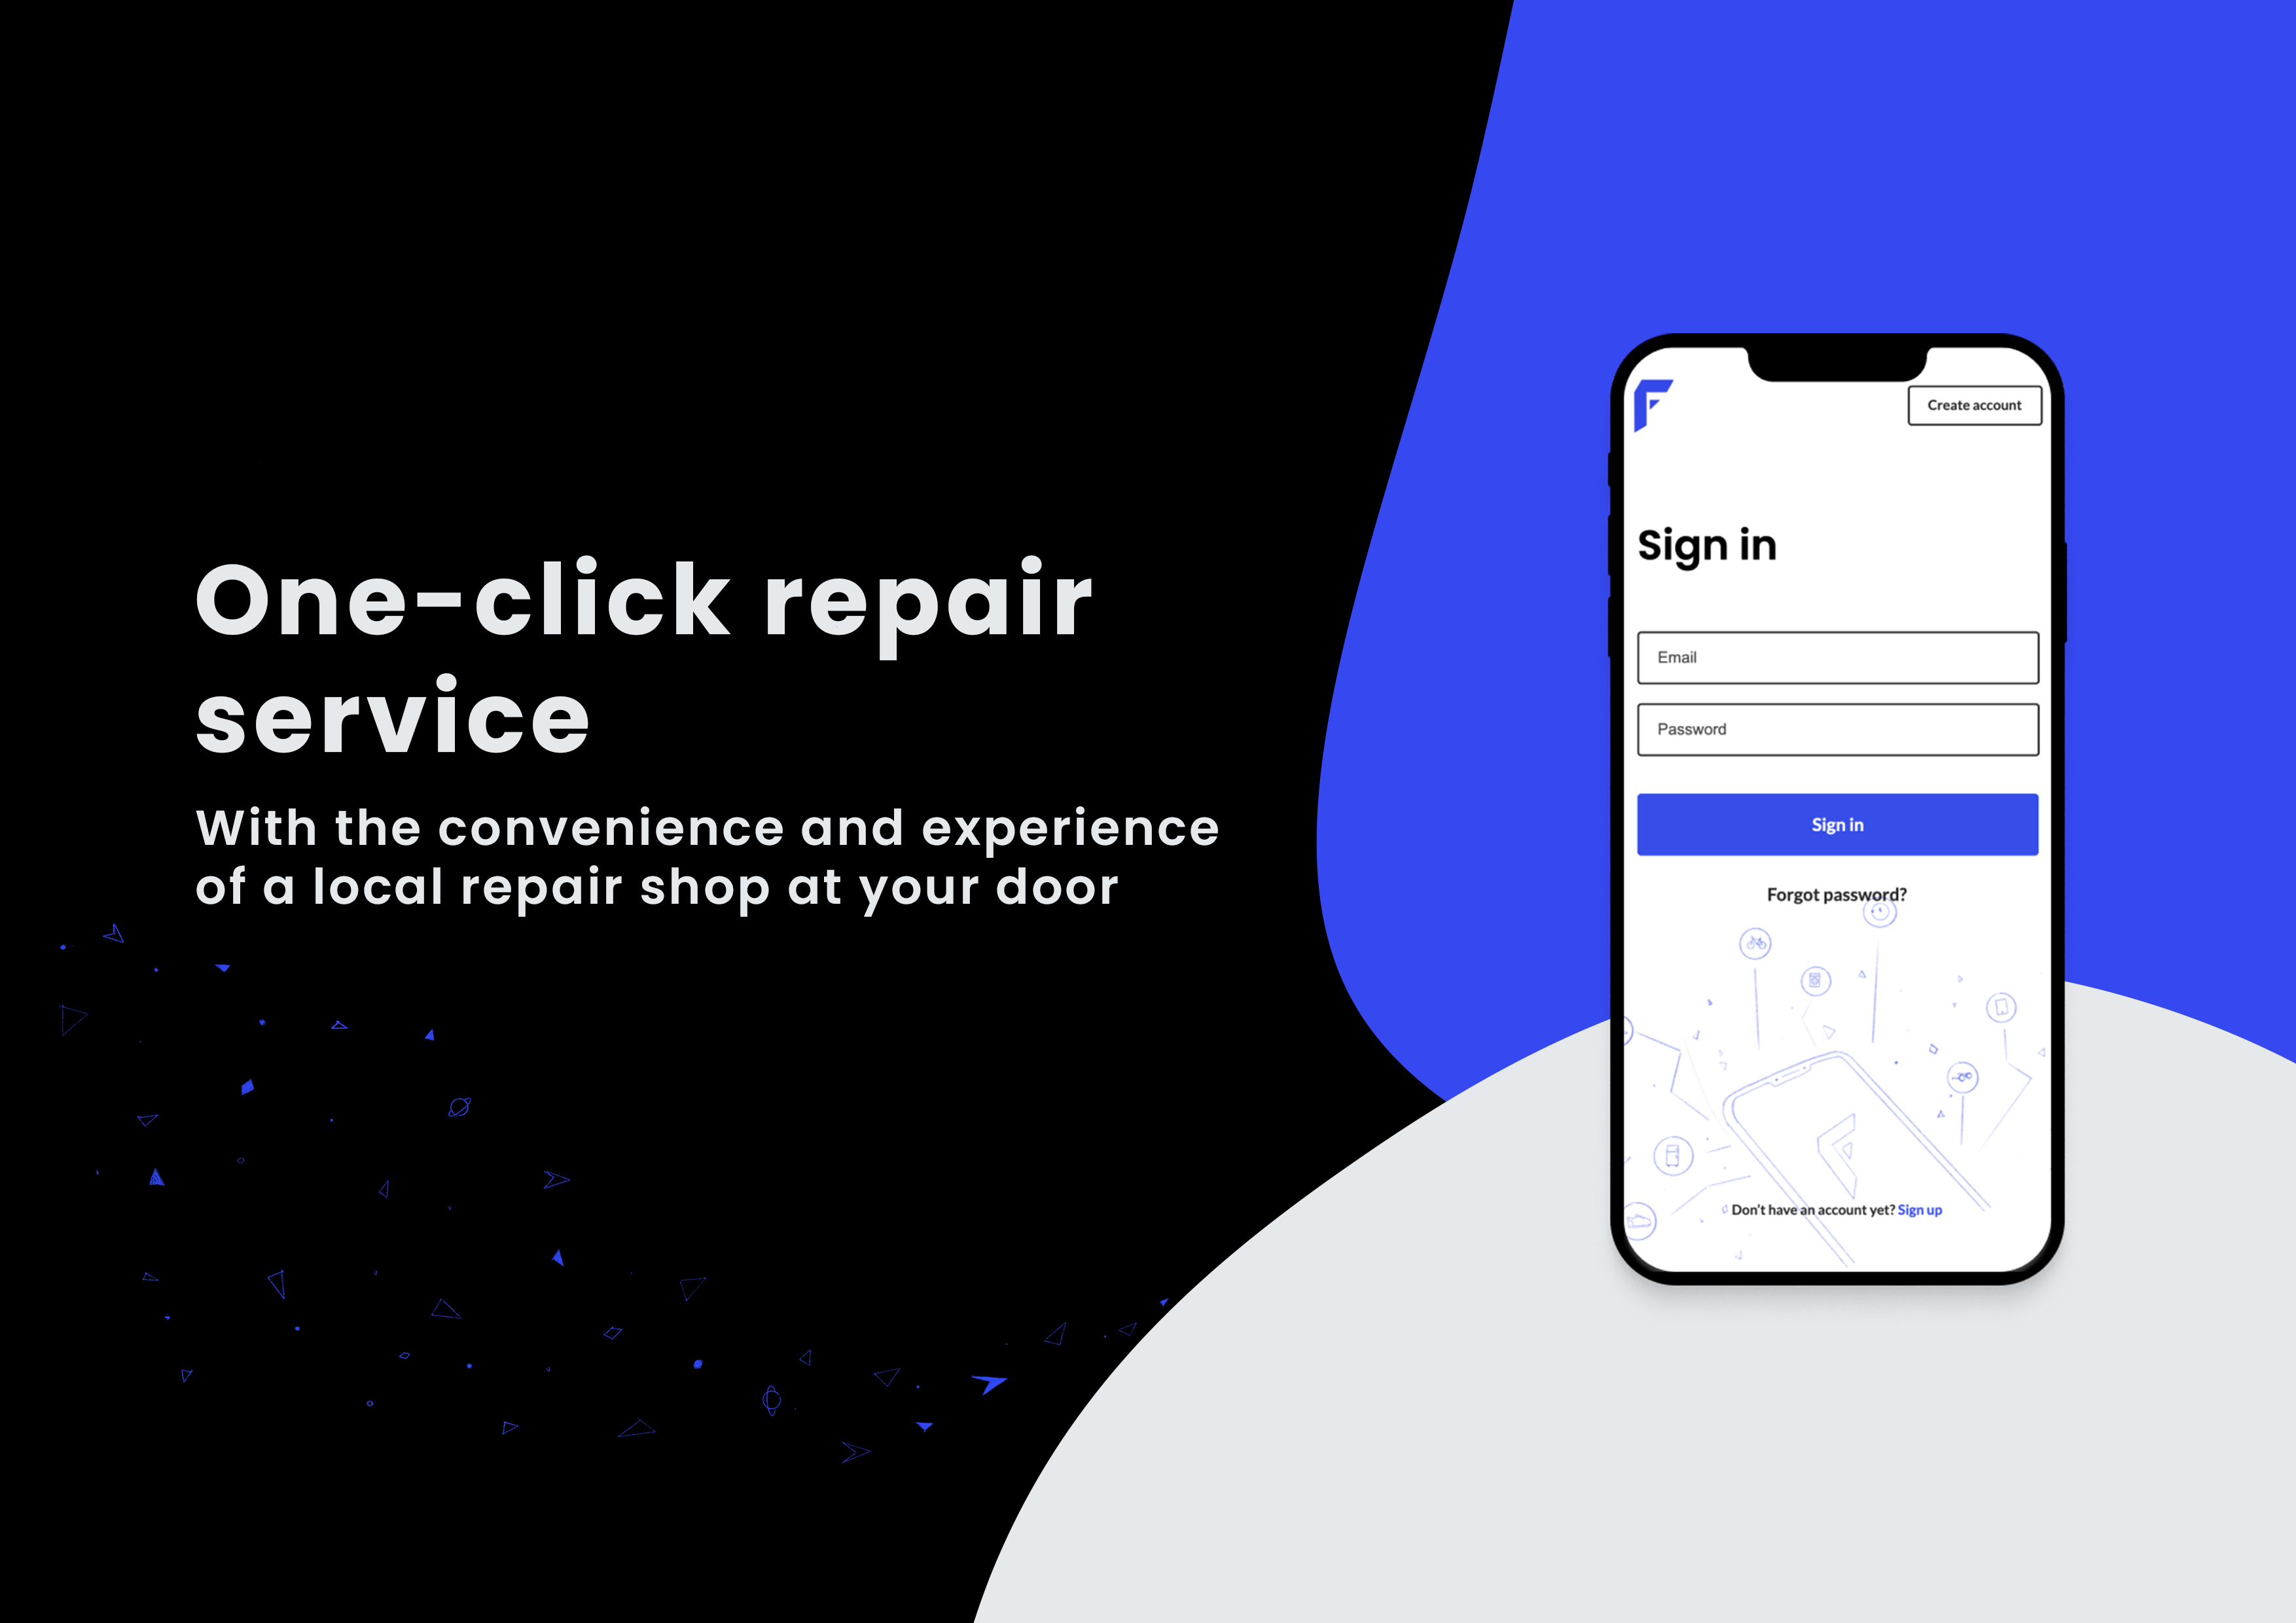 One-click repair
service
With the convenience and experience
of a local repair shop at your door
Create account
Sign in
Email
Password
Sign in
Forgot password?
Don't have an account yet? Sign up